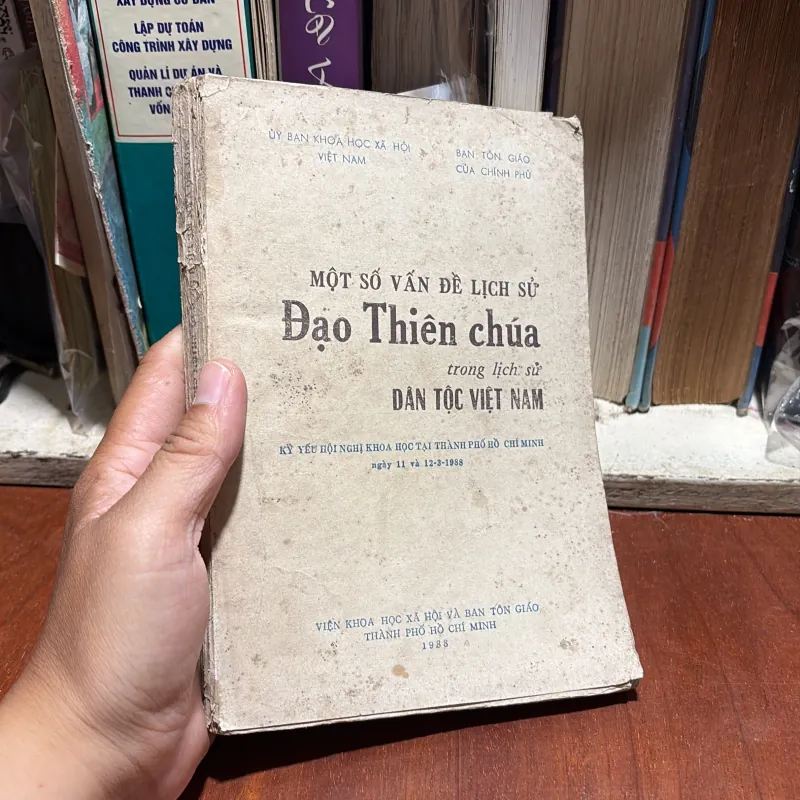 XÂY DỰNG CƠ BẢN
LẬP DỰ TOÁN
CÔNG TRÌNH XÂY DỰNG
QUẢN LÍ DỰ ÁN VÀ
THANH
VỐN
ỦY BAN KHOA HỌC XÃ HỘI
VIỆT NAM
BAN TÔN GIÁO
CỦA CHÍNH PHỦ
MỘT SỐ VẤN ĐỀ LỊCH SỬ
Đạo Thiên chúa
trong lịch sử
DÂN TỘC VIỆT NAM
KỶ YẾU HỘI NGHỊ KHOA HỌC TẠI THÀNH PHỐ HỒ CHÍ MINH
ngày 11 và 12-3-1988
VIỆN KHOA HỌC XÃ HỘI VÀ BAN TÔN GIÁO
THÀNH PHỐ HỒ CHÍ MINH
1988